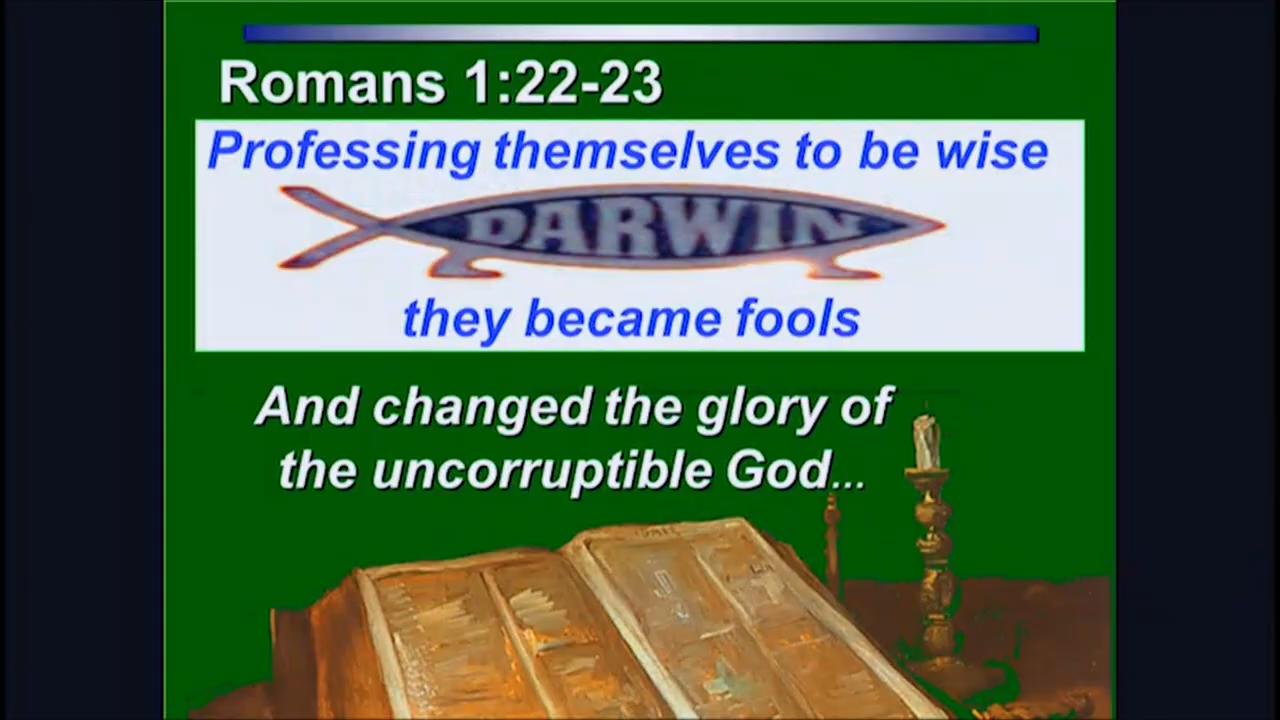 Romans 1:22-23
Professing themselves to be wise
DARWIN
they became fools
And changed the glory of
the uncorruptible God...